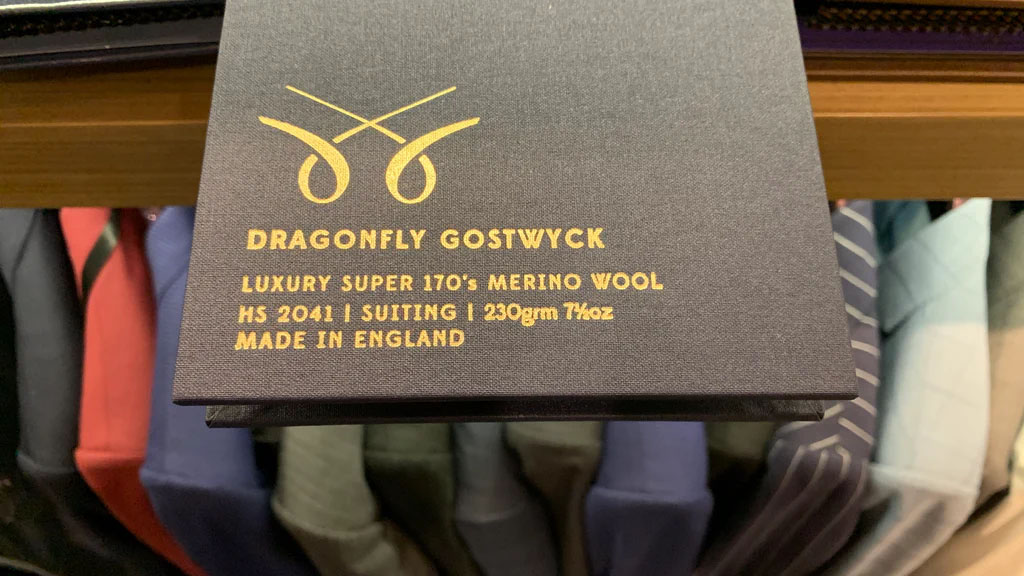 DRAGONFLY GOSTWYCK
LUXURY SUPER 170's MERINO WOOL
HS 2041 | SUITING | 230grm 7½oz
MADE IN ENGLAND